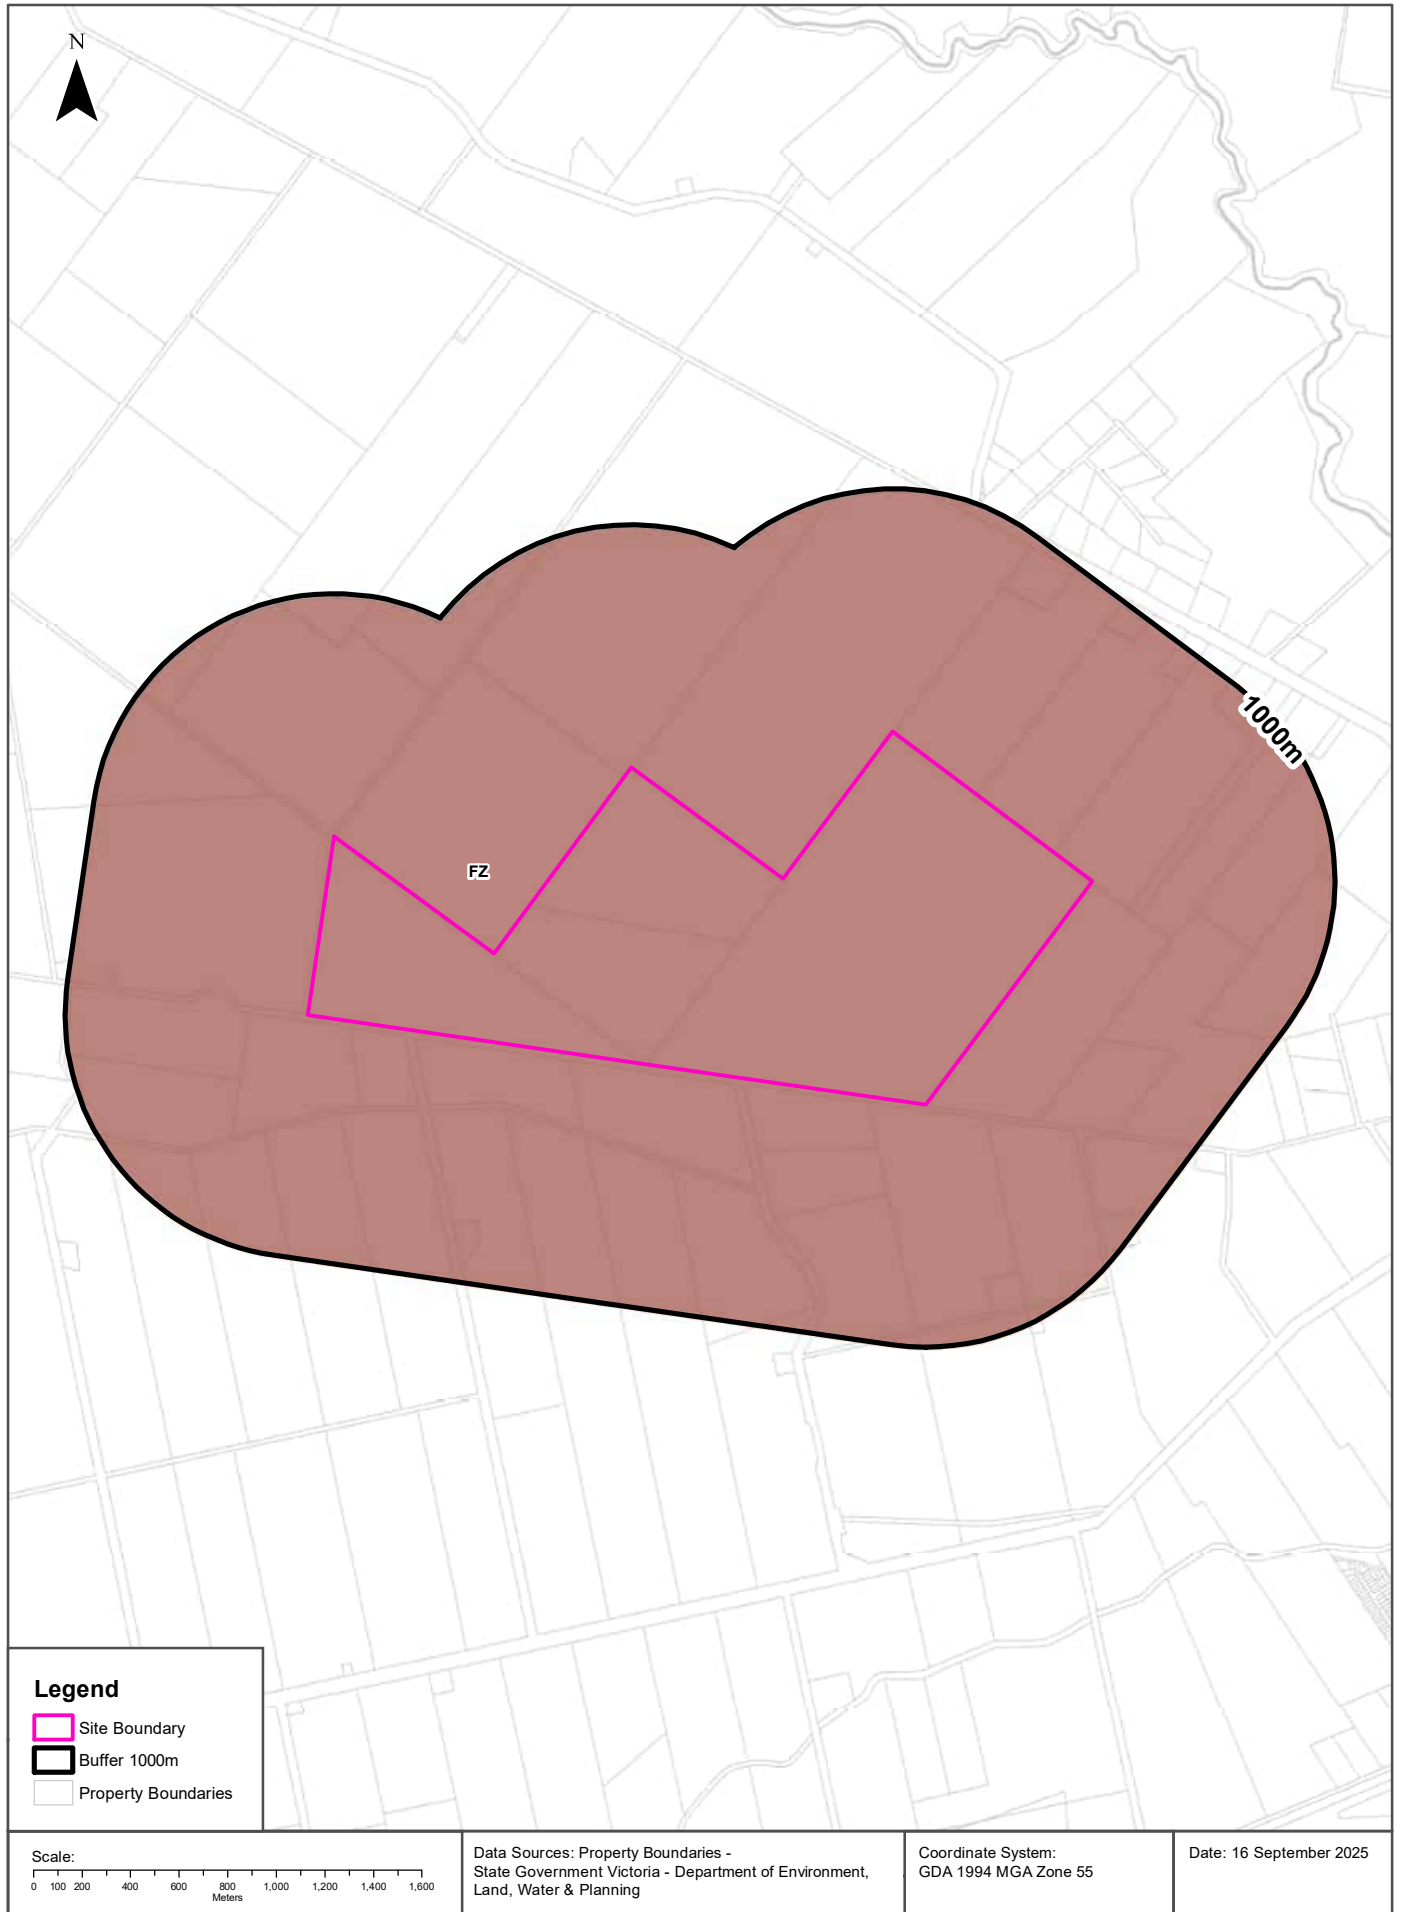 N
1000m
FZ
Legend
Site Boundary
Buffer 1000m
Property Boundaries
Scale:
0 100 200 400 600 800 1,000 1,200 1,400 1,600
Meters
Data Sources: Property Boundaries -
State Government Victoria - Department of Environment,
Land, Water & Planning
Coordinate System:
GDA 1994 MGA Zone 55
Date: 16 September 2025